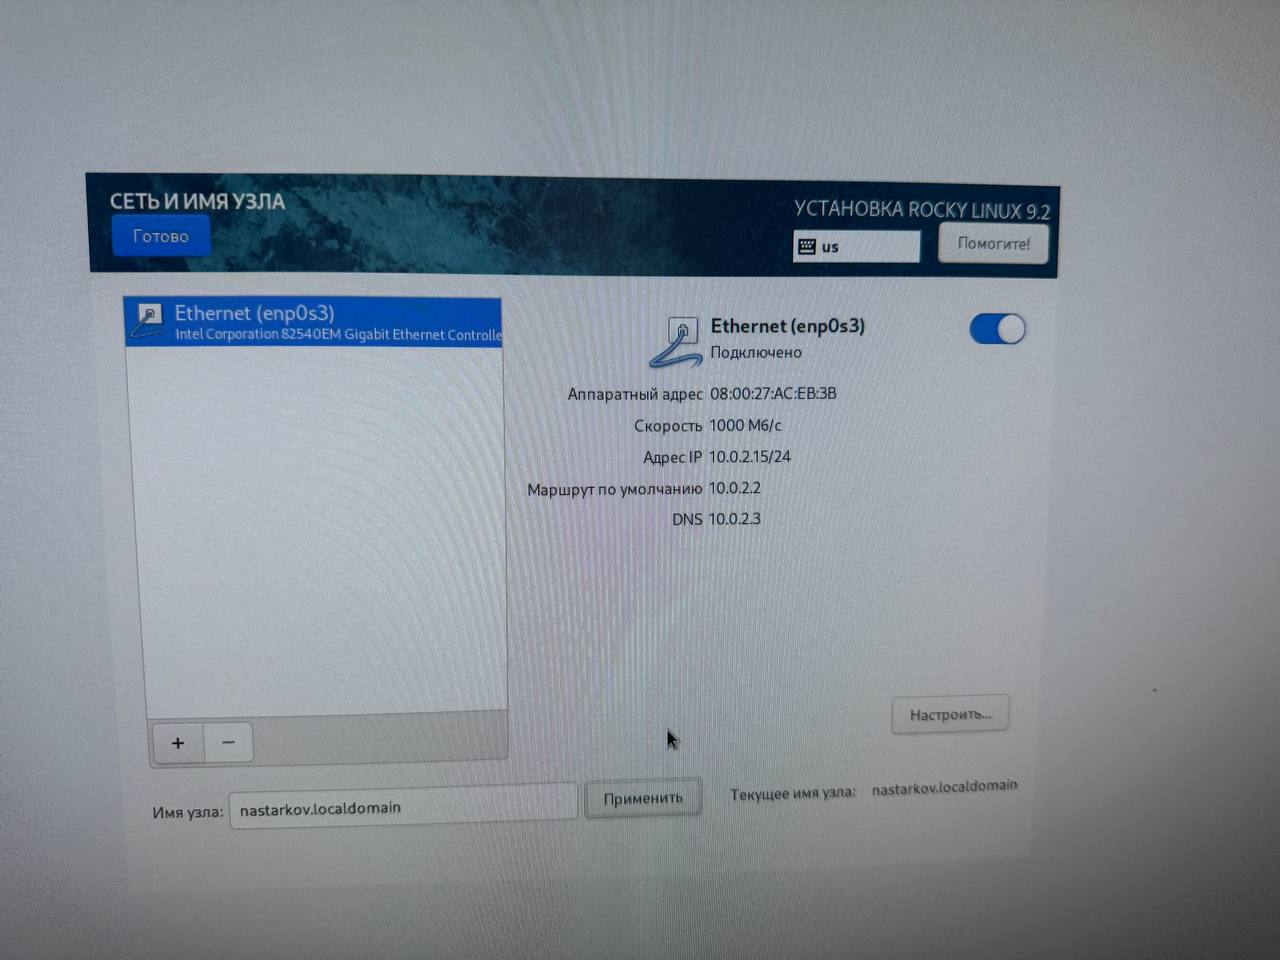 СЕТЬ И ИМЯ УЗЛА
Готово
УСТАНОВКА ROCKY LINUX 9.2
us
Помогите!
Ethernet (enp0s3)
Intel Corporation 82540EM Gigabit Ethernet Controlle
Ethernet (enp0s3)
Подключено
Аппаратный адрес 08:00:27:AC:EB:3B
Скорость 1000 Мб/с
Адрес IP 10.0.2.15/24
Маршрут по умолчанию 10.0.2.2
DNS 10.0.2.3
+ −
Настроить...
Имя узла: nastarkov.localdomain
Применить
Текущее имя узла: nastarkov.localdomain